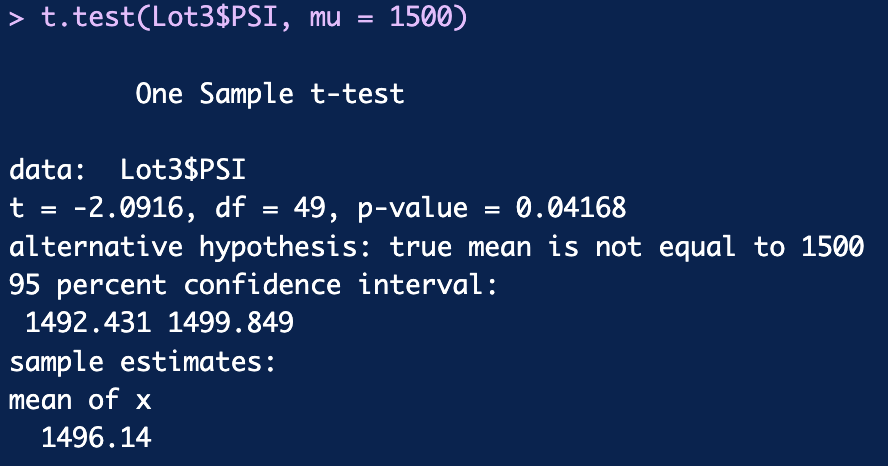 > t.test(Lot3$PSI, mu = 1500)
One Sample t-test
data:  Lot3$PSI
t = -2.0916, df = 49, p-value = 0.04168
alternative hypothesis: true mean is not equal to 1500
95 percent confidence interval:
1492.431 1499.849
sample estimates:
mean of x
1496.14